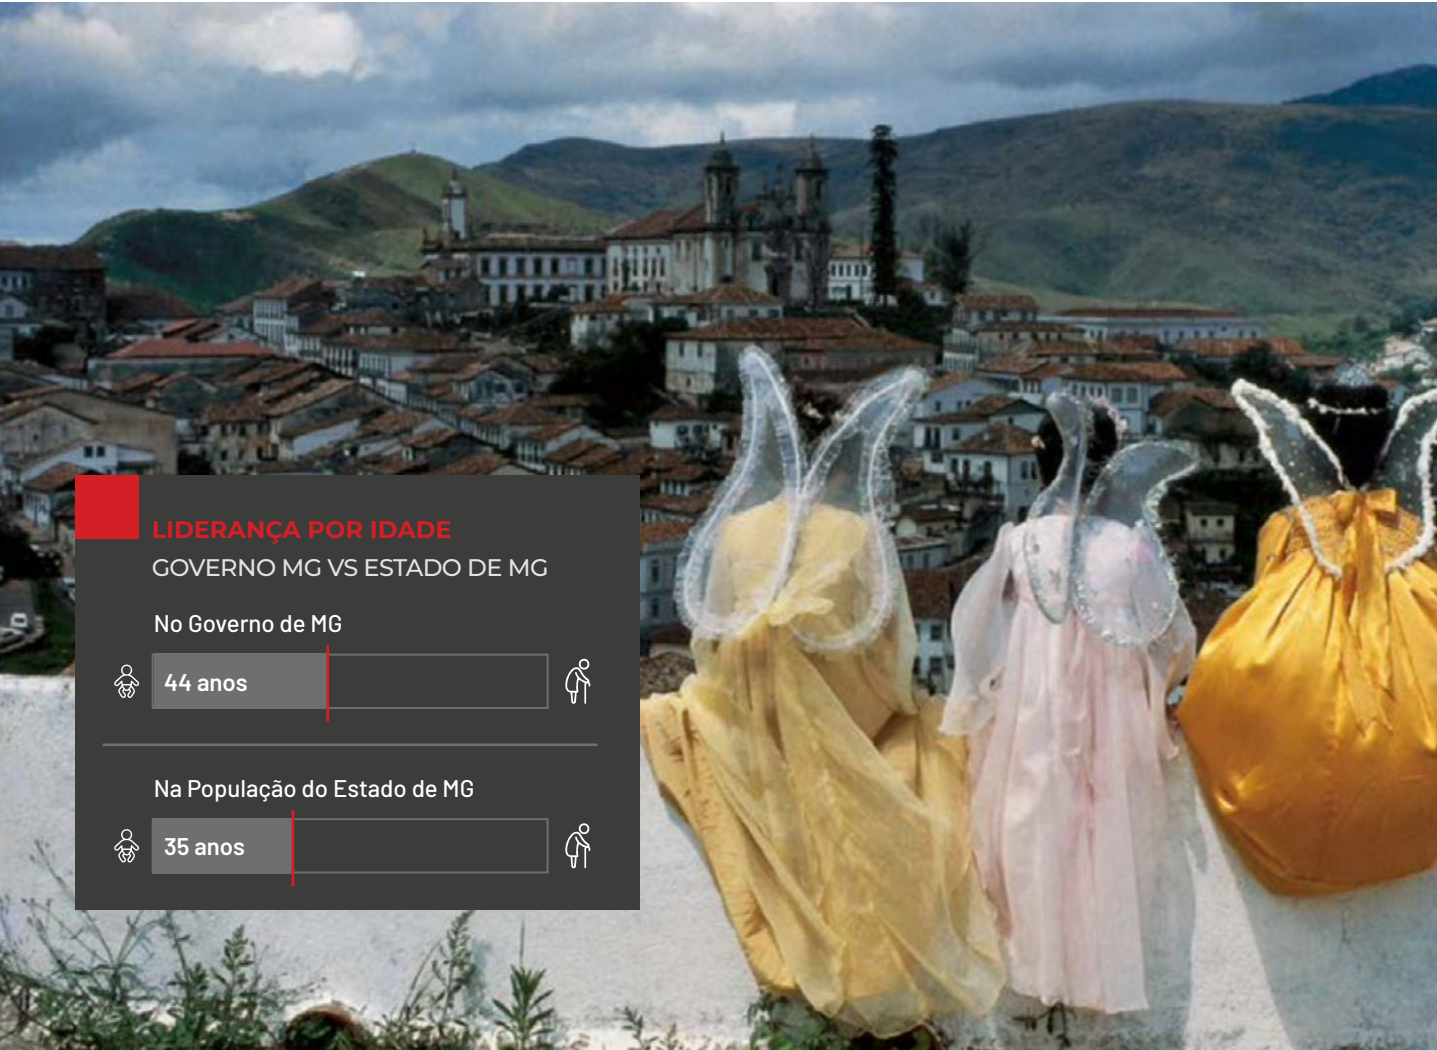 LIDERANÇA POR IDADE
GOVERNO MG VS ESTADO DE MG
No Governo de MG
44 anos
Na População do Estado de MG
35 anos